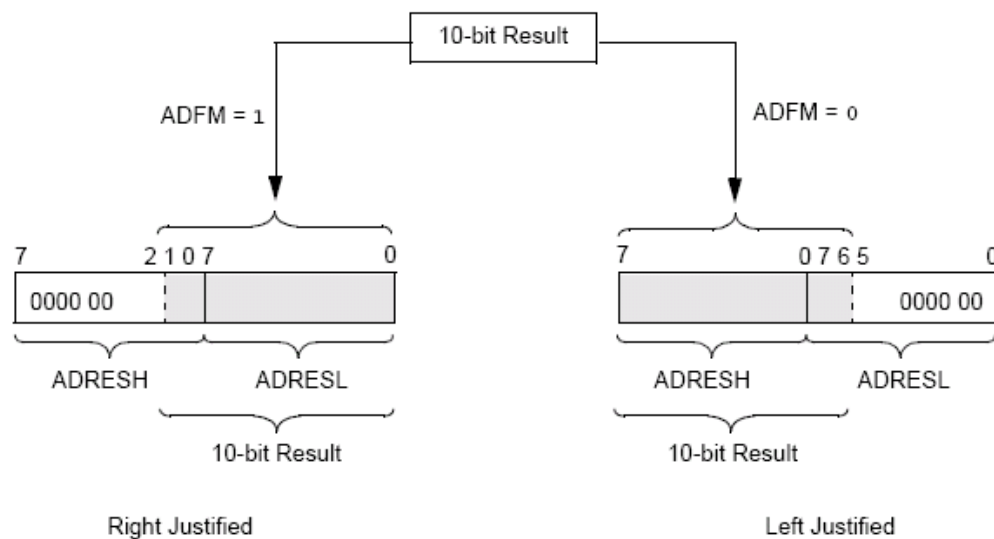 10-bit Result
ADFM = 1
ADFM = 0
7 2 1 0 7 0
7 0 7 6 5 0
0000 00
0000 00
ADRESH ADRESL
ADRESH ADRESL
10-bit Result
10-bit Result
Right Justified
Left Justified